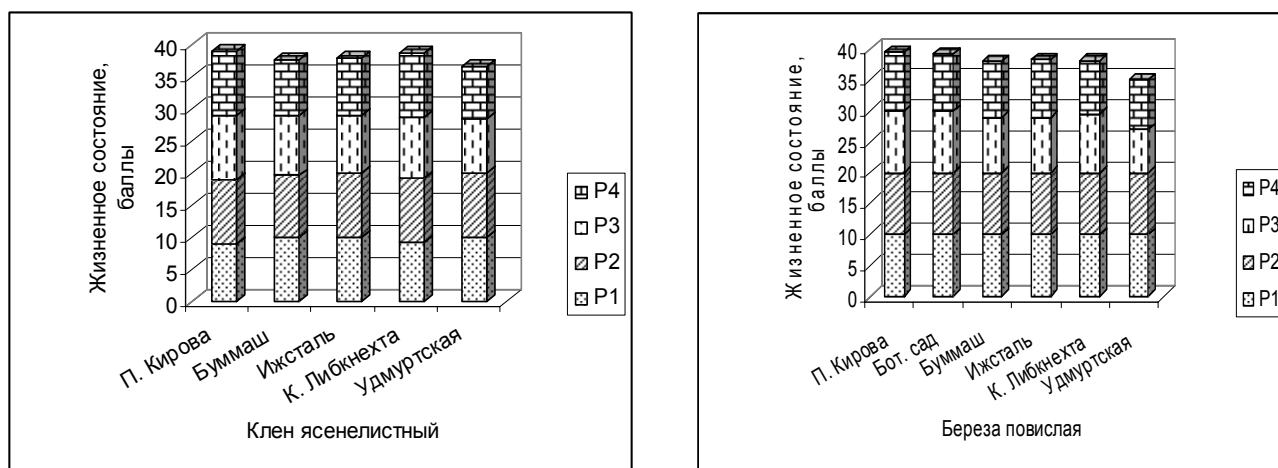 40
35
30
25
20
15
10
5
0
Жизненное состояние,
баллы
П. Кирова
Буммаш
Ижсталь
К. Либкнехта
Удмуртская
Клен ясенелистный
P4
P3
P2
P1
40
35
30
25
20
15
10
5
0
Жизненное состояние,
баллы
П. Кирова
Бот. сад
Буммаш
Ижсталь
К. Либкнехта
Удмуртская
Береза повислая
P4
P3
P2
P1